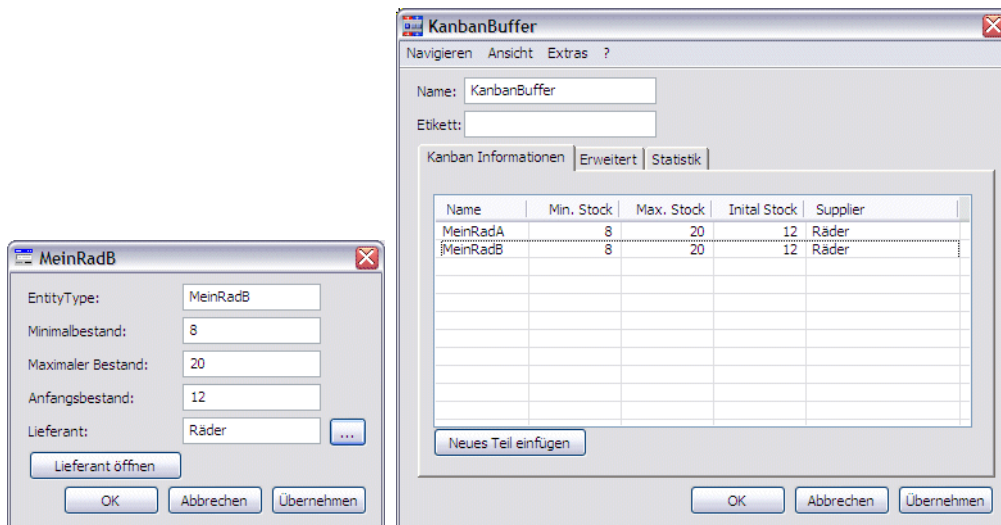 KanbanBuffer
Navigieren Ansicht Extras ?
Name: KanbanBuffer
Etikett:
Kanban Informationen Erweitert Statistik
Name Min. Stock Max. Stock Inital Stock Supplier
MeinRadA 8 20 12 Räder
MeinRadB 8 20 12 Räder
Neues Teil einfügen
OK Abbrechen Übernehmen
MeinRadB
EntityType: MeinRadB
Minimalbestand: 8
Maximaler Bestand: 20
Anfangsbestand: 12
Lieferant: Räder ...
Lieferant öffnen
OK Abbrechen Übernehmen